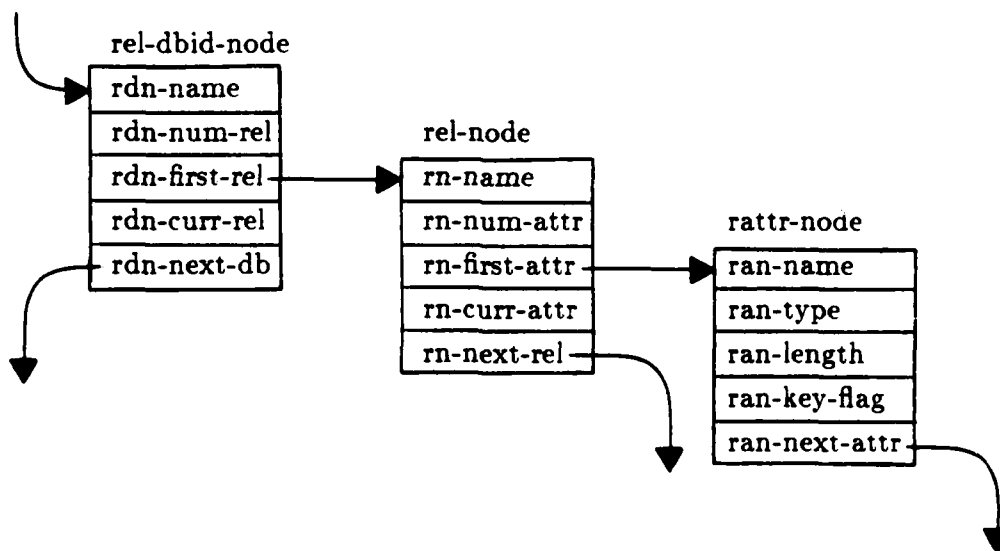 rel-dbid-node
rdn-name
rdn-num-rel
rdn-first-rel
rdn-curr-rel
rdn-next-db
rel-node
rn-name
rn-num-attr
rn-first-attr
rn-curr-attr
rn-next-rel
rattr-node
ran-name
ran-type
ran-length
ran-key-flag
ran-next-attr